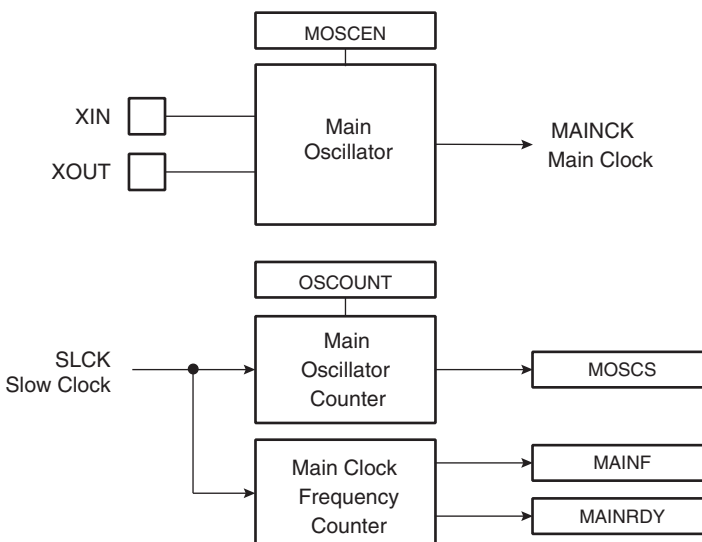 MOSCEN
XIN
XOUT
Main
Oscillator
MAINCK
Main Clock
OSCOUNT
SLCK
Slow Clock
Main
Oscillator
Counter
MOSCS
Main Clock
Frequency
Counter
MAINF
MAINRDY